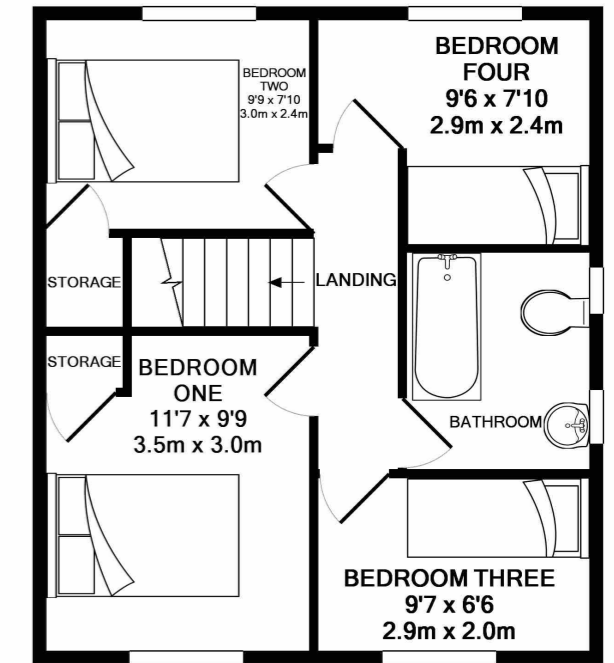 BEDROOM
TWO
9'9 x 7'10
3.0m x 2.4m
BEDROOM
FOUR
9'6 x 7'10
2.9m x 2.4m
STORAGE
LANDING
STORAGE
BEDROOM
ONE
11'7 x 9'9
3.5m x 3.0m
BATHROOM
BEDROOM THREE
9'7 x 6'6
2.9m x 2.0m